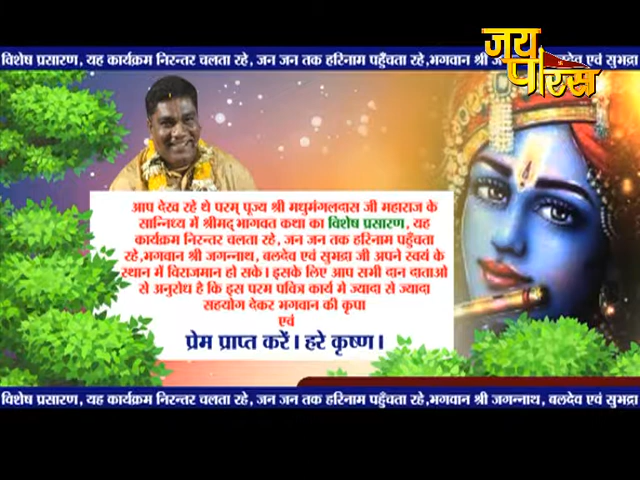 जय
पारस
विशेष प्रसारण, यह कार्यक्रम निरन्तर चलता रहे, जन जन तक हरिनाम पहुँचता रहे,भगवान श्री बलदेव एवं सुभद्रा
आप देख रहे थे परम् पूज्य श्री मधुमंगलदास जी महाराज के
सान्निध्य में श्रीमद् भागवत कथा का विशेष प्रसारण, यह
कार्यक्रम निरन्तर चलता रहे, जन जन तक हरिनाम पहुँचता
रहे,भगवान श्री जगन्नाथ, बलदेव एवं सुभद्रा जी अपने स्वयं के
स्थान में विराजमान हो सके। इसके लिए आप सभी दान दाताओ
से अनुरोध है कि इस परम पवित्र कार्य मे ज्यादा से ज्यादा
सहयोग देकर भगवान की कृपा
एवं
प्रेम प्राप्त करें। हरे कृष्ण।
विशेष प्रसारण, यह कार्यक्रम निरन्तर चलता रहे, जन जन तक हरिनाम पहुँचता रहे,भगवान श्री जगन्नाथ, बलदेव एवं सुभद्रा